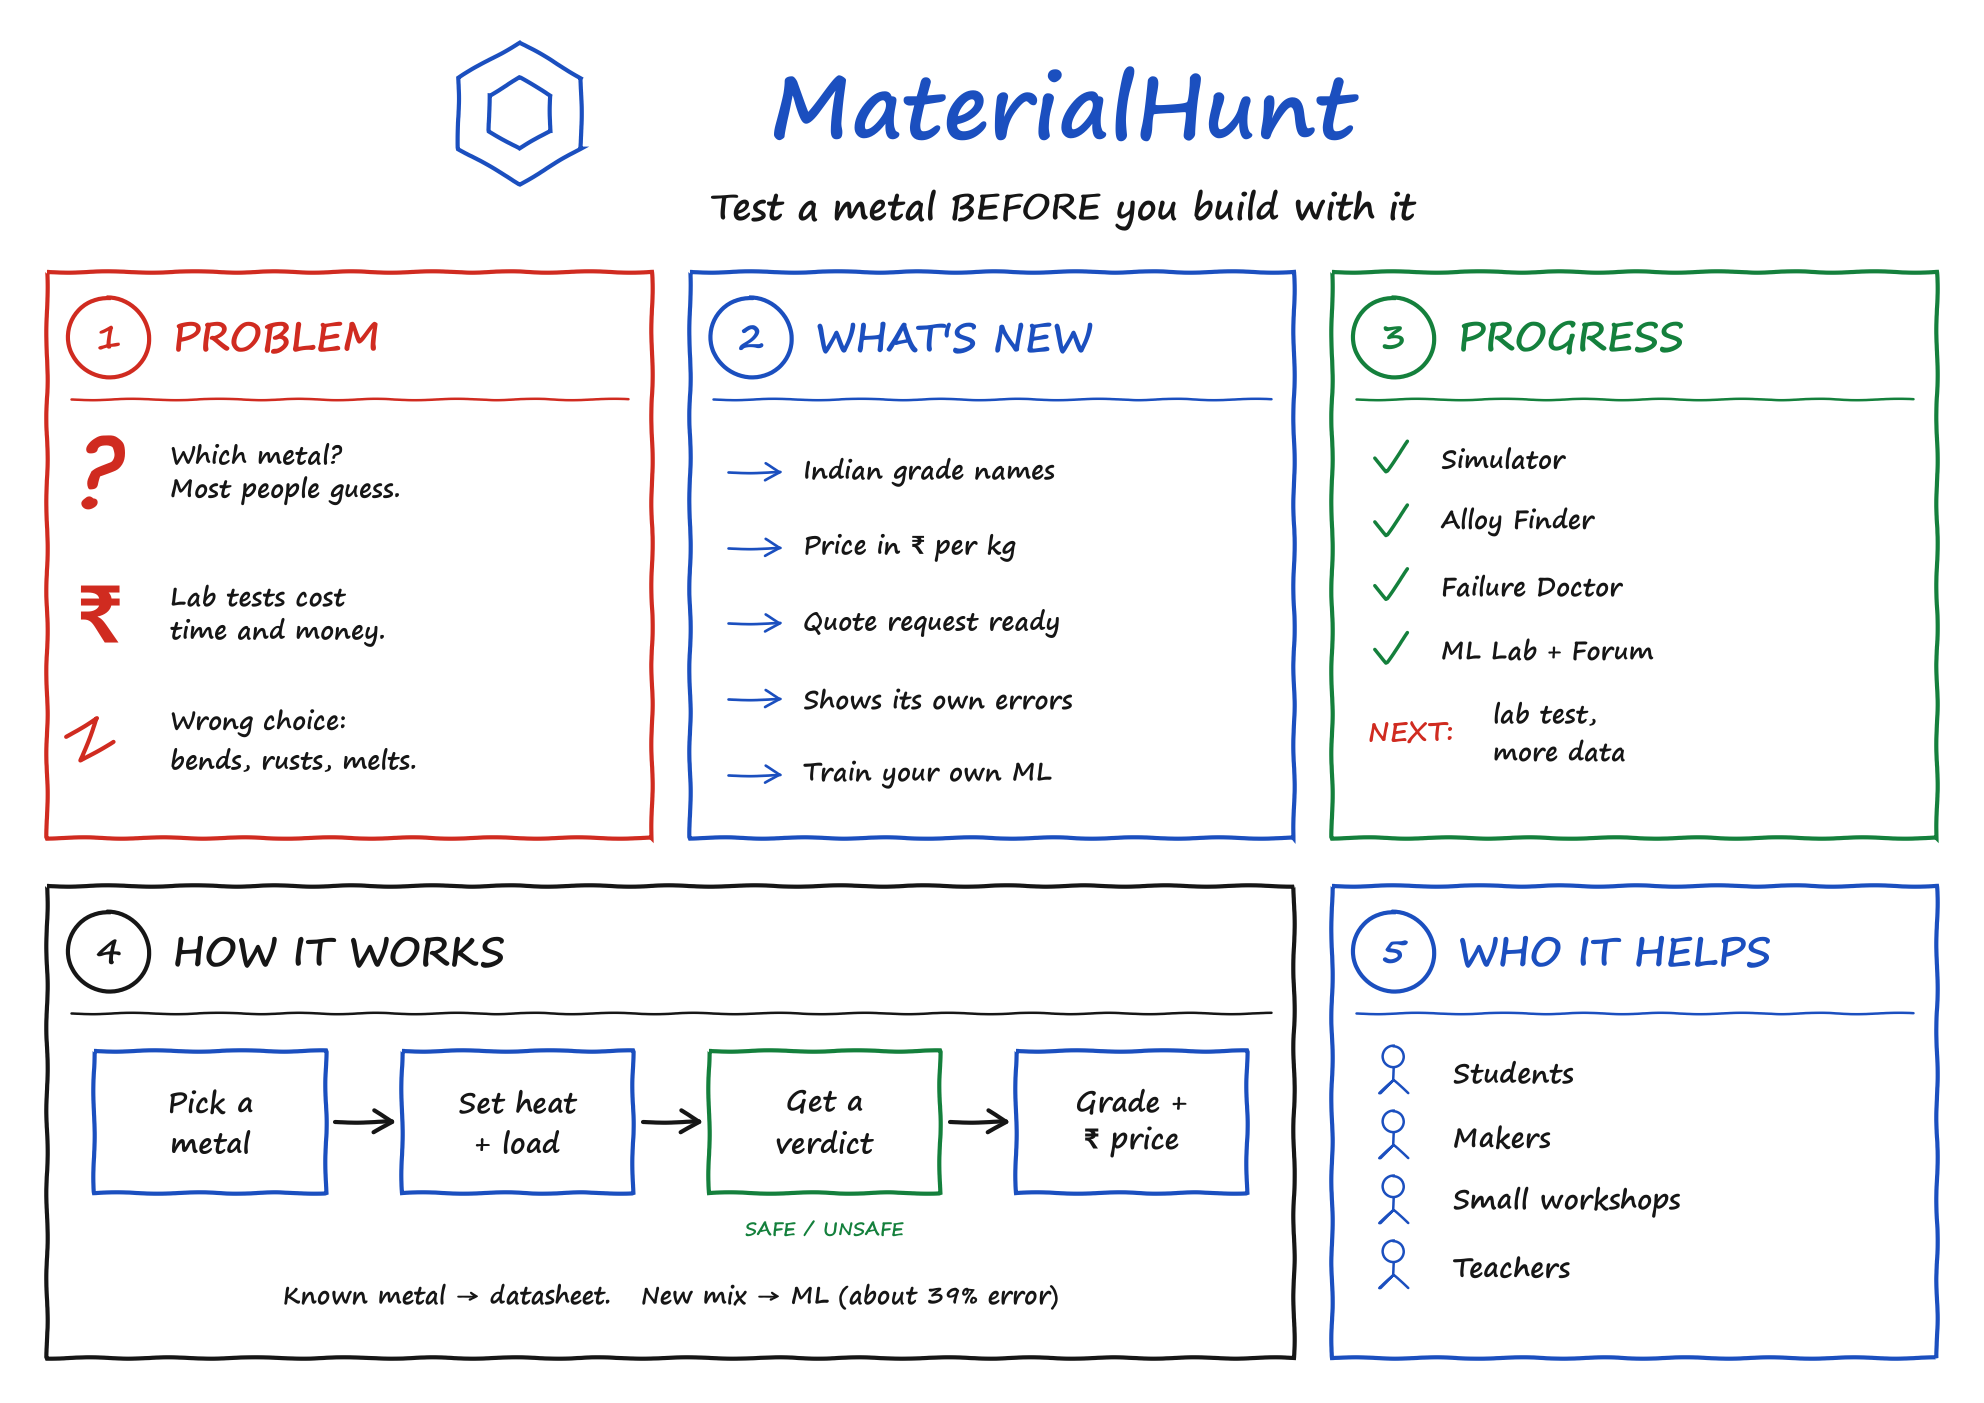 MaterialHunt
Test a metal BEFORE you build with it
1 PROBLEM
?
Which metal?
Most people guess.
₹
Lab tests cost
time and money.
Wrong choice:
bends, rusts, melts.
2 WHAT'S NEW
→ Indian grade names
→ Price in ₹ per kg
→ Quote request ready
→ Shows its own errors
→ Train your own ML
3 PROGRESS
✓ Simulator
✓ Alloy Finder
✓ Failure Doctor
✓ ML Lab + Forum
NEXT:
lab test,
more data
4 HOW IT WORKS
Pick a
metal
Set heat
+ load
Get a
verdict
SAFE / UNSAFE
Grade +
₹ price
Known metal → datasheet. New mix → ML (about 39% error)
5 WHO IT HELPS
Students
Makers
Small workshops
Teachers